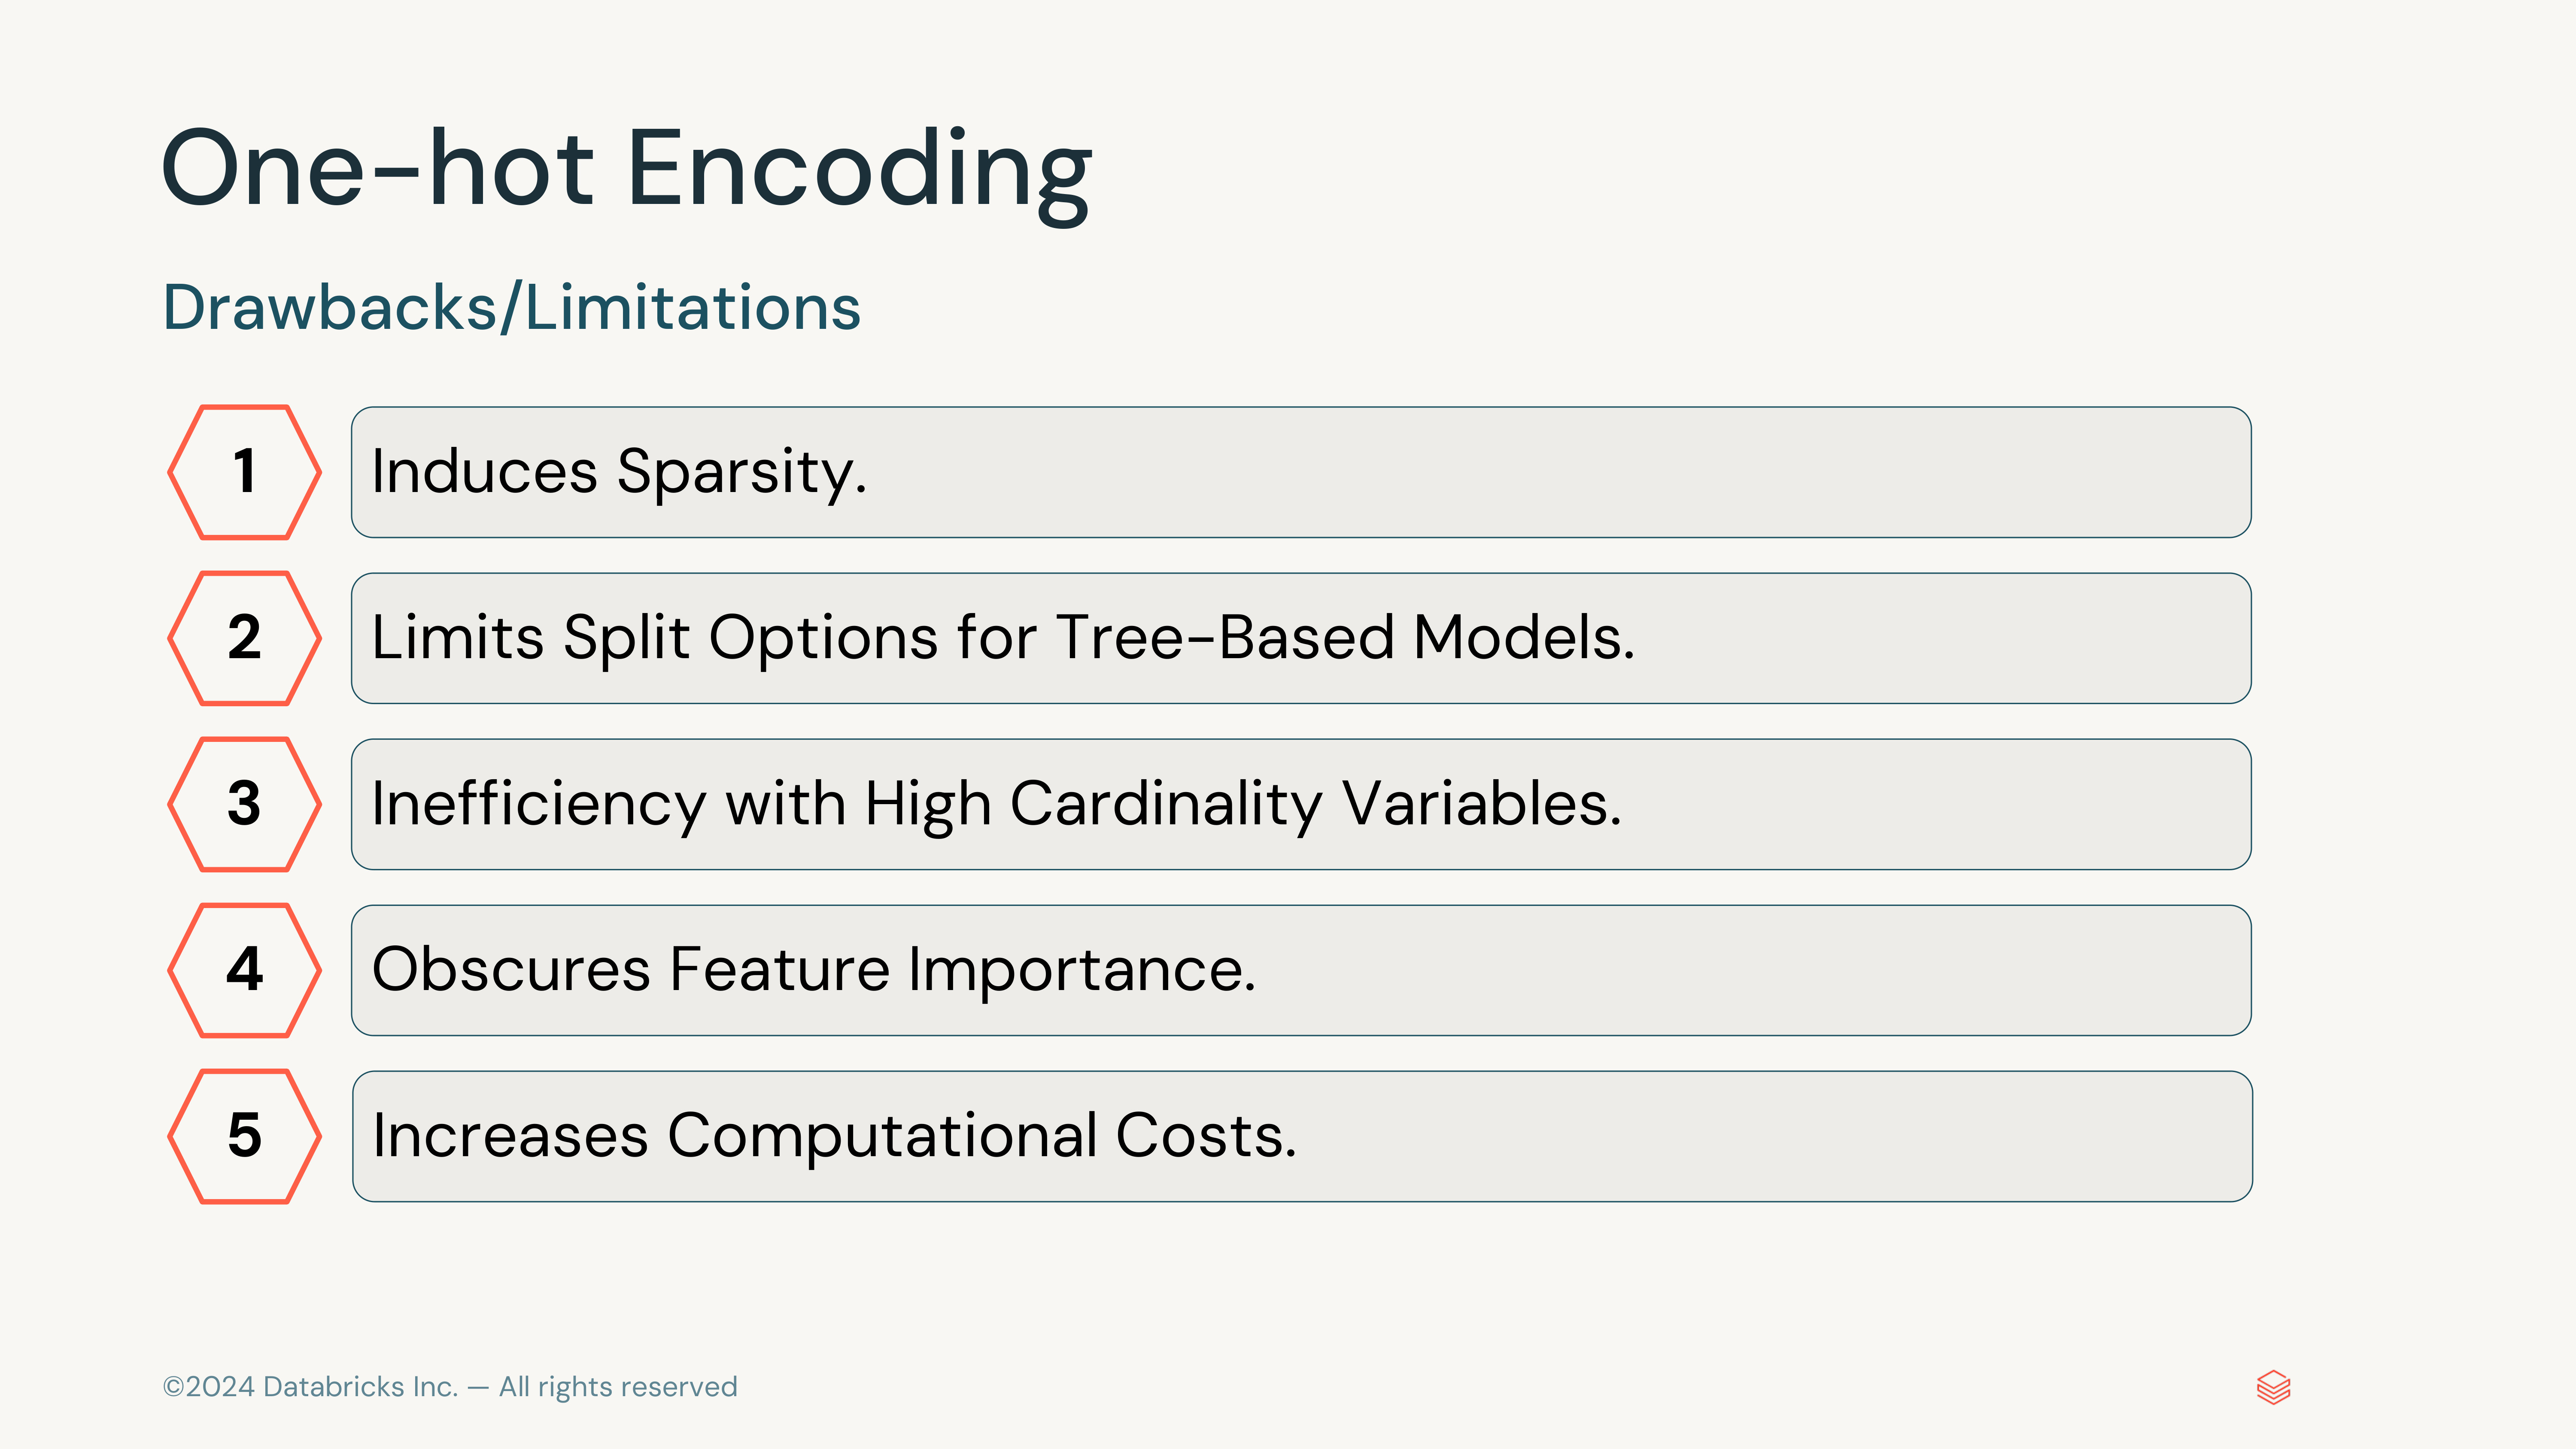 One-hot Encoding
Drawbacks/Limitations
1 Induces Sparsity.
2 Limits Split Options for Tree-Based Models.
3 Inefficiency with High Cardinality Variables.
4 Obscures Feature Importance.
5 Increases Computational Costs.
©2024 Databricks Inc. — All rights reserved